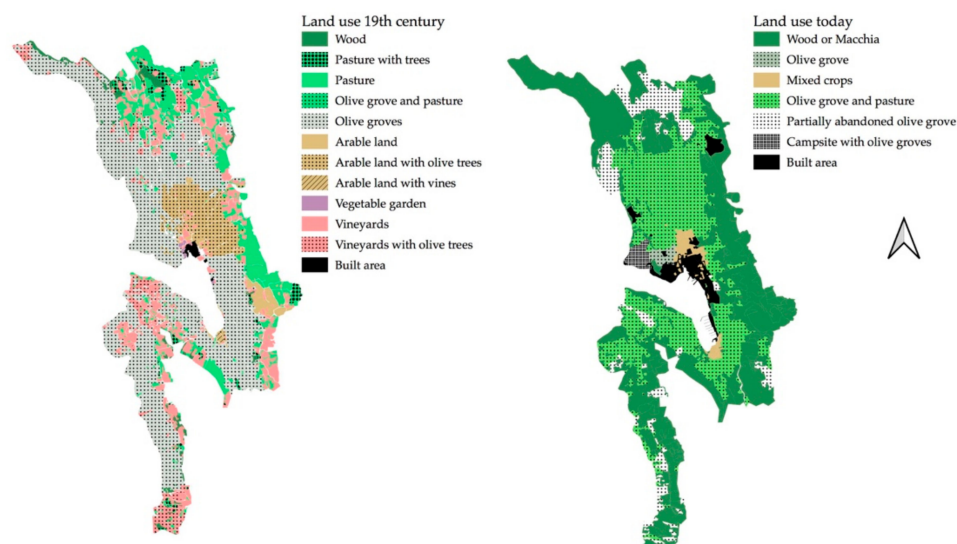 Land use 19th century
Wood
Pasture with trees
Pasture
Olive grove and pasture
Olive groves
Arable land
Arable land with olive trees
Arable land with vines
Vegetable garden
Vineyards
Vineyards with olive trees
Built area
Land use today
Wood or Macchia
Olive grove
Mixed crops
Olive grove and pasture
Partially abandoned olive grove
Campsite with olive groves
Built area